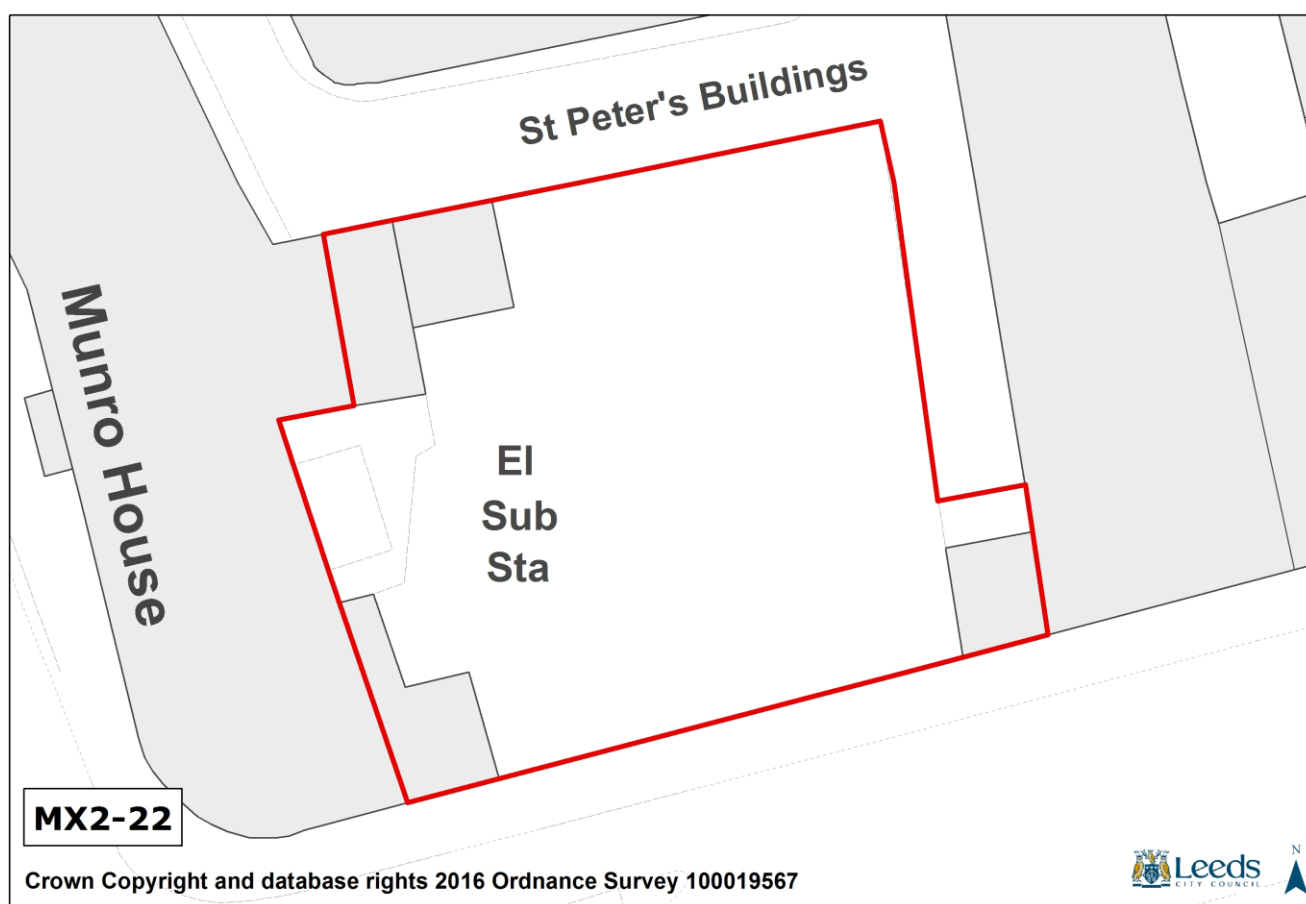 St Peter's Buildings
Munro House
El
Sub
Sta
MX2-22
Crown Copyright and database rights 2016 Ordnance Survey 100019567
Leeds
CITY COUNCIL
N